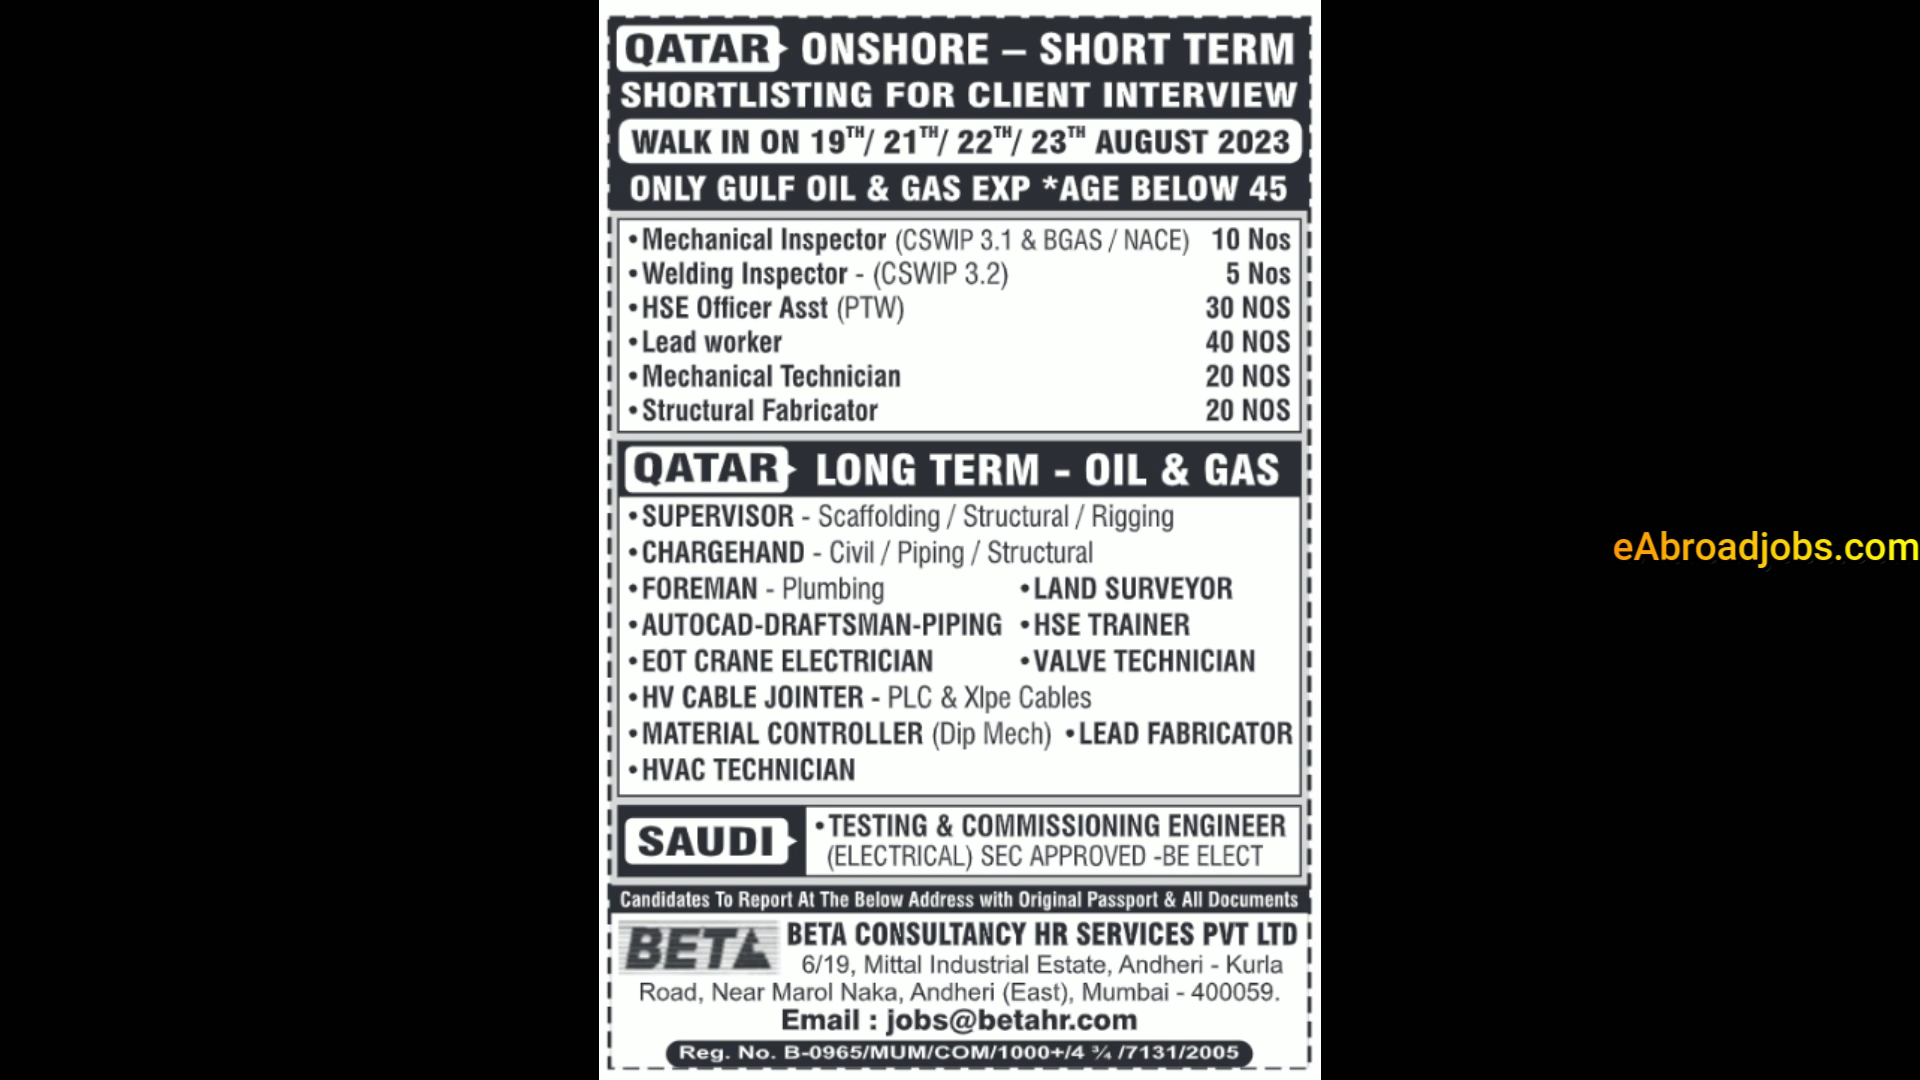 QATAR ONSHORE – SHORT TERM
SHORTLISTING FOR CLIENT INTERVIEW
WALK IN ON 19TH/ 21TH/ 22TH/ 23TH AUGUST 2023
ONLY GULF OIL & GAS EXP *AGE BELOW 45
• Mechanical Inspector (CSWIP 3.1 & BGAS / NACE) 10 Nos
• Welding Inspector - (CSWIP 3.2) 5 Nos
• HSE Officer Asst (PTW) 30 NOS
• Lead worker 40 NOS
• Mechanical Technician 20 NOS
• Structural Fabricator 20 NOS
QATAR LONG TERM - OIL & GAS
• SUPERVISOR - Scaffolding / Structural / Rigging
• CHARGEHAND - Civil / Piping / Structural
• FOREMAN - Plumbing • LAND SURVEYOR
• AUTOCAD-DRAFTSMAN-PIPING • HSE TRAINER
• EOT CRANE ELECTRICIAN • VALVE TECHNICIAN
• HV CABLE JOINTER - PLC & Xlpe Cables
• MATERIAL CONTROLLER (Dip Mech) • LEAD FABRICATOR
• HVAC TECHNICIAN
SAUDI • TESTING & COMMISSIONING ENGINEER
(ELECTRICAL) SEC APPROVED -BE ELECT
Candidates To Report At The Below Address with Original Passport & All Documents
BETA BETA CONSULTANCY HR SERVICES PVT LTD
6/19, Mittal Industrial Estate, Andheri - Kurla
Road, Near Marol Naka, Andheri (East), Mumbai - 400059.
Email : jobs@betahr.com
Reg. No. B-0965/MUM/COM/1000+/4 ¾ /7131/2005
eAbroadjobs.com